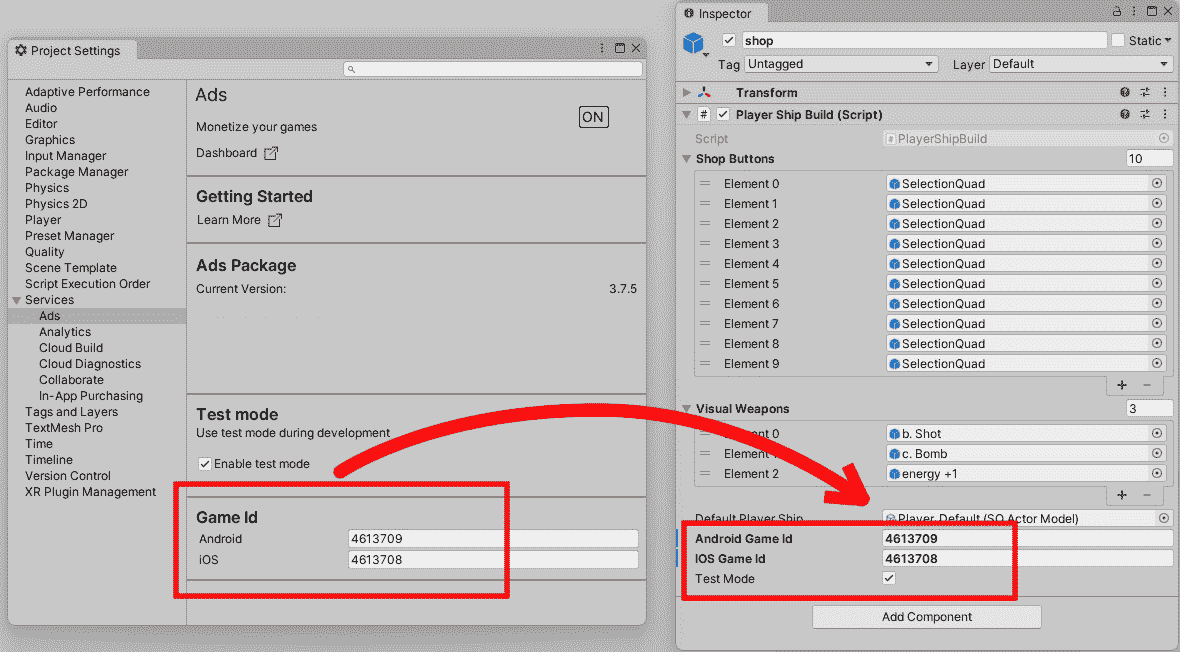 Project Settings
Adaptive Performance
Audio
Editor
Graphics
Input Manager
Package Manager
Physics
Physics 2D
Player
Preset Manager
Quality
Scene Template
Script Execution Order
Services
Ads
Analytics
Cloud Build
Cloud Diagnostics
Collaborate
In-App Purchasing
Tags and Layers
TextMesh Pro
Time
Timeline
Version Control
XR Plugin Management
Ads
ON
Monetize your games
Dashboard
Getting Started
Learn More
Ads Package
Current Version: 3.7.5
Test mode
Use test mode during development
Enable test mode
Game Id
Android 4613709
iOS 4613708
Inspector
shop Static
Tag Untagged Layer Default
Transform
# Player Ship Build (Script)
Script # PlayerShipBuild
Shop Buttons 10
Element 0 SelectionQuad
Element 1 SelectionQuad
Element 2 SelectionQuad
Element 3 SelectionQuad
Element 4 SelectionQuad
Element 5 SelectionQuad
Element 6 SelectionQuad
Element 7 SelectionQuad
Element 8 SelectionQuad
Element 9 SelectionQuad
+ −
Visual Weapons 3
Element 0 b. Shot
Element 1 c. Bomb
Element 2 energy +1
+ −
Default Player Ship Player_Default (SO Actor Model)
Android Game Id 4613709
IOS Game Id 4613708
Test Mode
Add Component